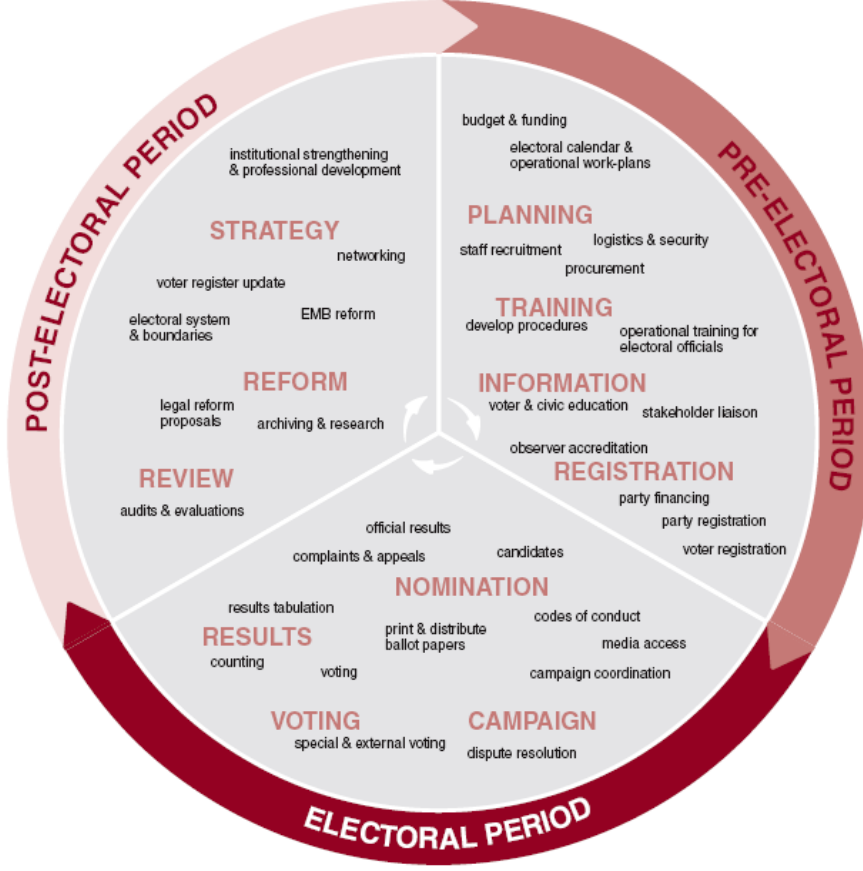 POST-ELECTORAL PERIOD
institutional strengthening
& professional development
STRATEGY
networking
voter register update
electoral system
& boundaries
EMB reform
REFORM
legal reform
proposals
archiving & research
REVIEW
audits & evaluations
PRE-ELECTORAL PERIOD
budget & funding
electoral calendar &
operational work-plans
PLANNING
staff recruitment
logistics & security
procurement
TRAINING
develop procedures
operational training for
electoral officials
INFORMATION
voter & civic education
stakeholder liaison
observer accreditation
REGISTRATION
party financing
party registration
voter registration
official results
complaints & appeals
candidates
NOMINATION
results tabulation
RESULTS
counting
print & distribute
ballot papers
codes of conduct
media access
voting
campaign coordination
VOTING
special & external voting
CAMPAIGN
dispute resolution
ELECTORAL PERIOD